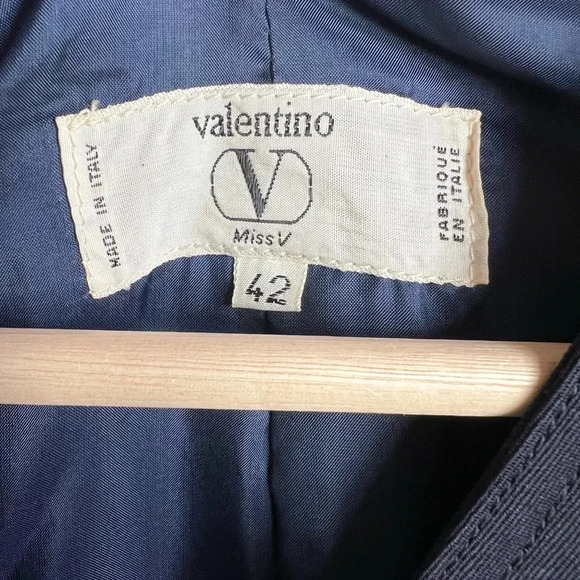 valentino
V
Miss V
MADE IN ITALY
FABRIQUÉ
EN ITALIE
42